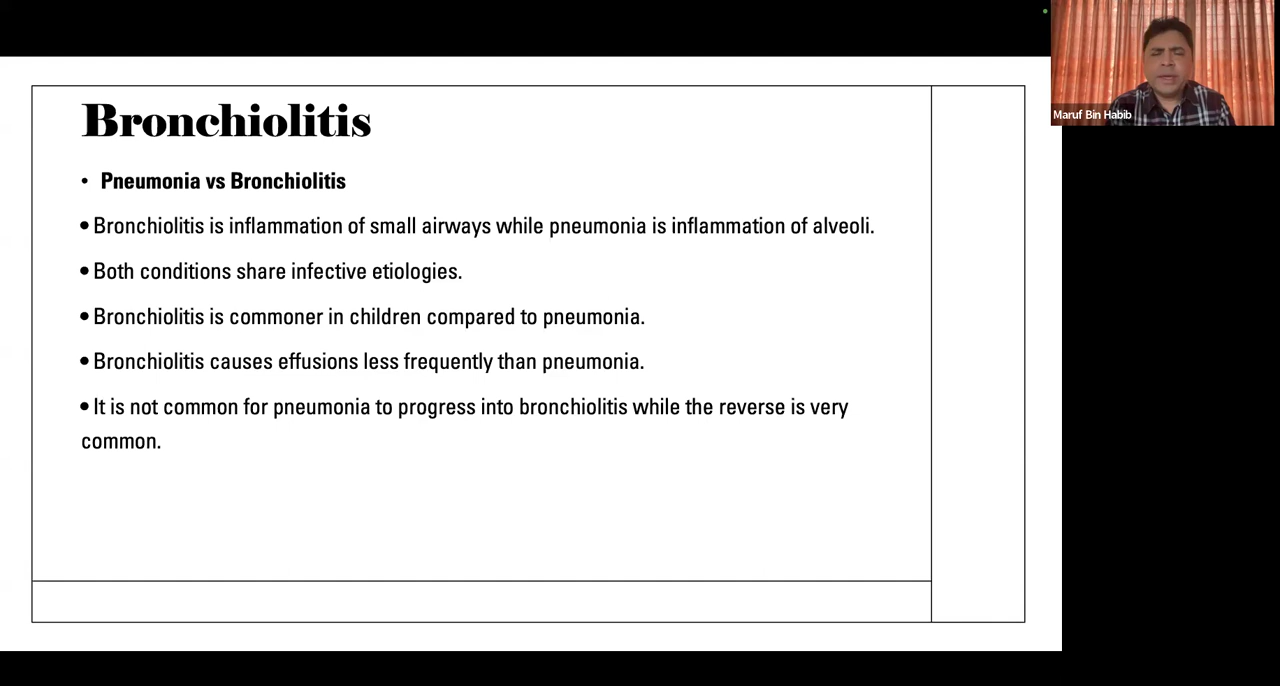 Bronchiolitis
• Pneumonia vs Bronchiolitis
• Bronchiolitis is inflammation of small airways while pneumonia is inflammation of alveoli.
• Both conditions share infective etiologies.
• Bronchiolitis is commoner in children compared to pneumonia.
• Bronchiolitis causes effusions less frequently than pneumonia.
• It is not common for pneumonia to progress into bronchiolitis while the reverse is very
common.
Maruf Bin Habib